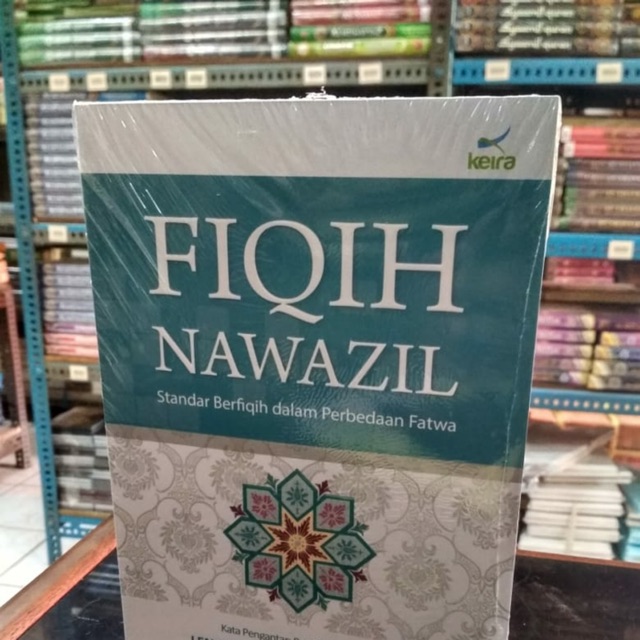 keira
FIQIH
NAWAZIL
Standar Berfiqih dalam Perbedaan Fatwa
Kata Pengantar